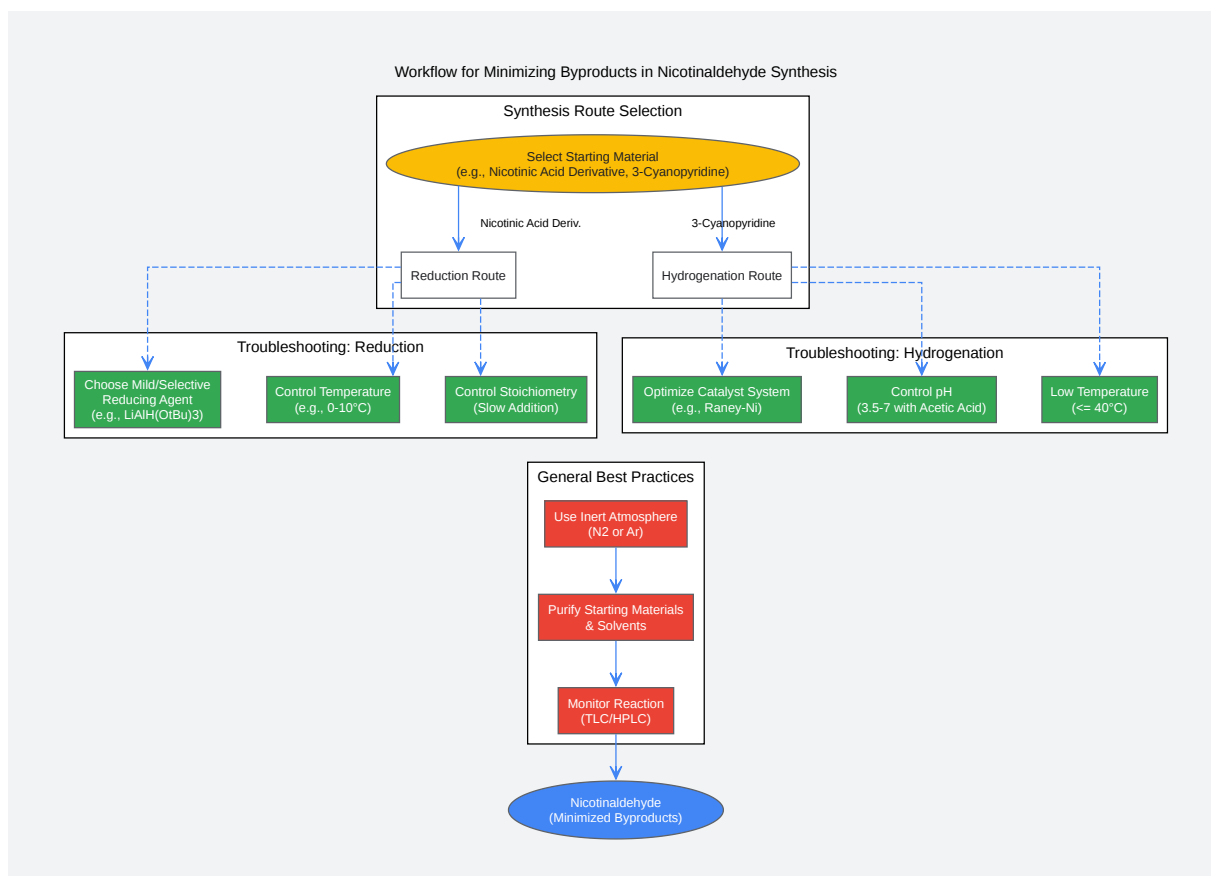 Workflow for Minimizing Byproducts in Nicotinaldehyde Synthesis
Synthesis Route Selection
Select Starting Material
(e.g., Nicotinic Acid Derivative, 3-Cyanopyridine)
Nicotinic Acid Deriv.
3-Cyanopyridine
Reduction Route
Hydrogenation Route
Troubleshooting: Reduction
Choose Mild/Selective
Reducing Agent
(e.g., LiAlH(OtBu)3)
Control Temperature
(e.g., 0-10°C)
Control Stoichiometry
(Slow Addition)
Troubleshooting: Hydrogenation
Optimize Catalyst System
(e.g., Raney-Ni)
Control pH
(3.5-7 with Acetic Acid)
Low Temperature
(<= 40°C)
General Best Practices
Use Inert Atmosphere
(N2 or Ar)
Purify Starting Materials
& Solvents
Monitor Reaction
(TLC/HPLC)
Nicotinaldehyde
(Minimized Byproducts)